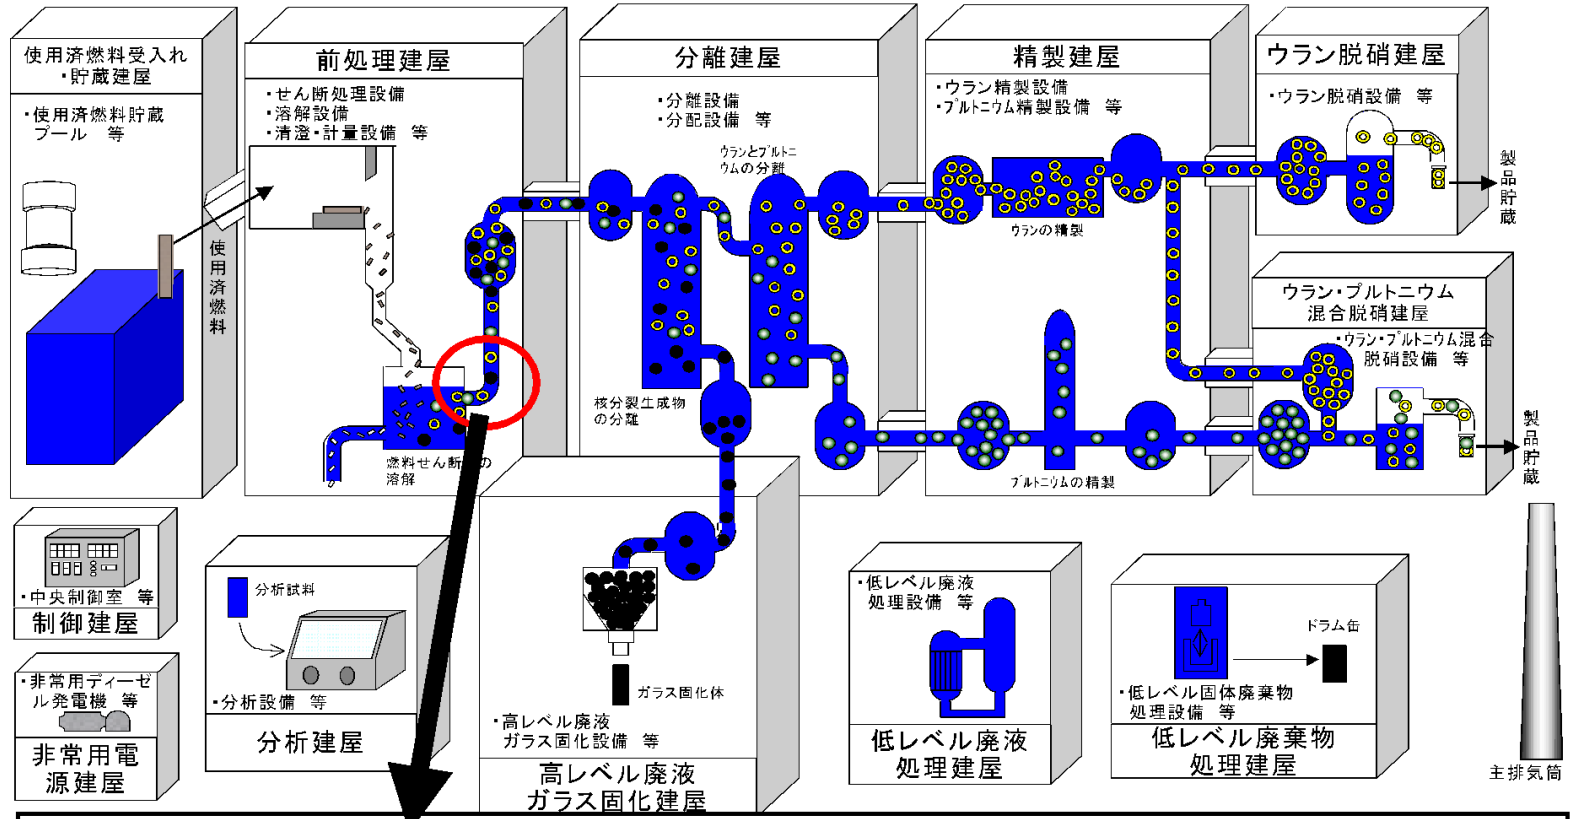 使用済燃料受入れ
・貯蔵建屋
・使用済燃料貯蔵
プール 等
使用済燃料
前処理建屋
・せん断処理設備
・溶解設備
・清澄・計量設備 等
燃料せん断
の
溶解
分離建屋
・分離設備
・分配設備 等
ウランとプルトニ
ウムの分離
核分裂生成物
の分離
精製建屋
・ウラン精製設備
・プルトニウム精製設備 等
ウランの精製
プルトニウムの精製
ウラン脱硝建屋
・ウラン脱硝設備 等
製品貯蔵
ウラン・プルトニウム
混合脱硝建屋
・ウラン・プルトニウム混合
脱硝設備 等
製品貯蔵
・中央制御室 等
制御建屋
・非常用ディーゼ
ル発電機 等
非常用電
源建屋
分析試料
・分析設備 等
分析建屋
ガラス固化体
・高レベル廃液
ガラス固化設備 等
高レベル廃液
ガラス固化建屋
・低レベル廃液
処理設備 等
低レベル廃液
処理建屋
ドラム缶
・低レベル固体廃棄物
処理設備 等
低レベル廃棄物
処理建屋
主排気筒